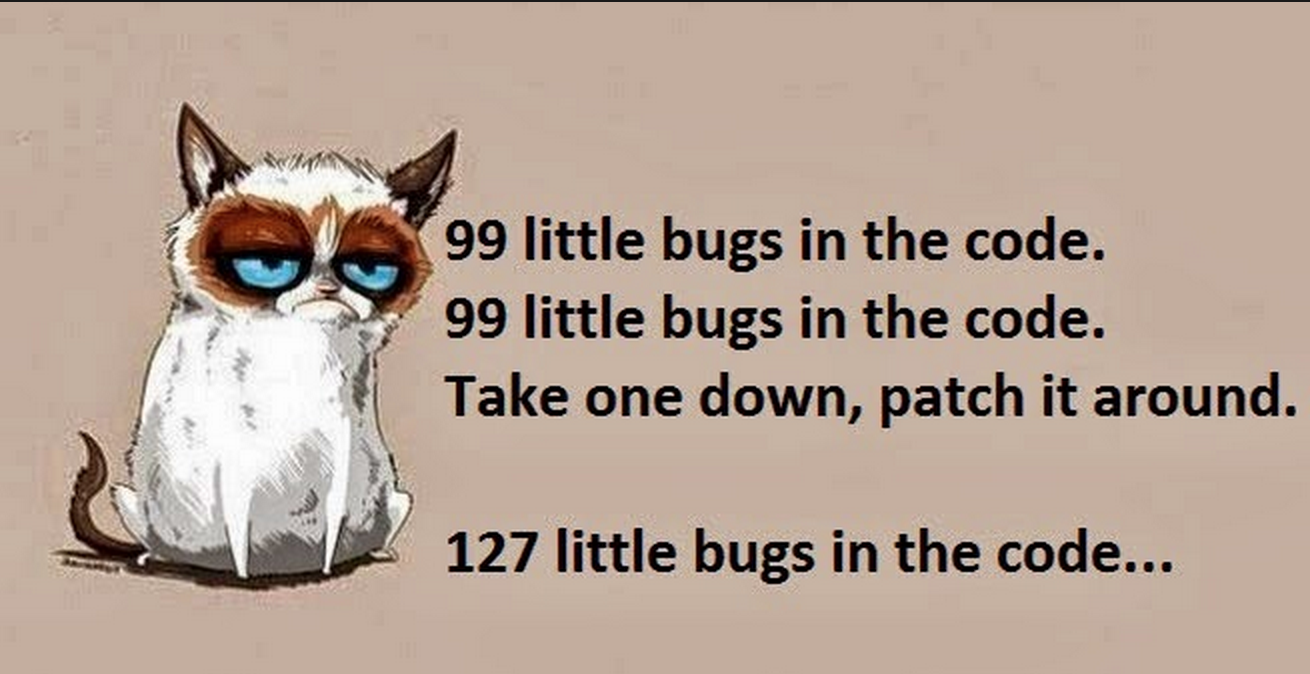 99 little bugs in the code.
99 little bugs in the code.
Take one down, patch it around.
127 little bugs in the code...